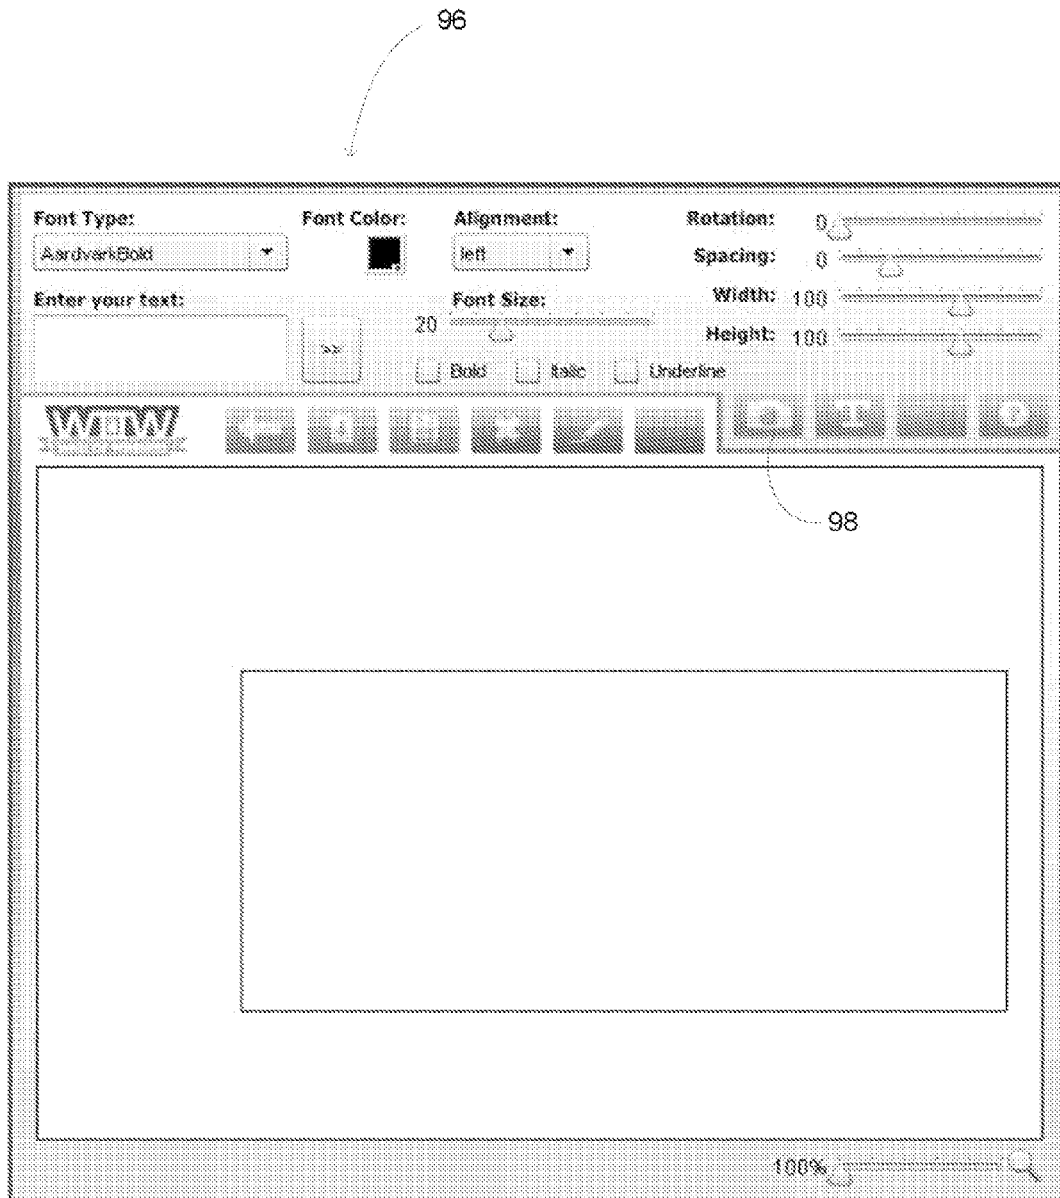 96
Font Type: Font Color: Alignment: Rotation: 0
AardvarkBold left Spacing: 0
Enter your text: Font Size: Width: 100
20 Height: 100
>>
Bold Italic Underline
WOW
98
100%